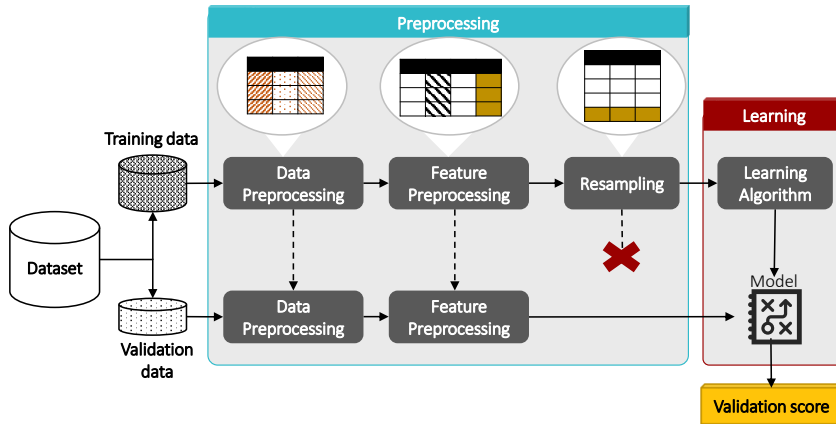 Preprocessing
Training data
Learning
Data
Preprocessing
Feature
Preprocessing
Resampling
Learning
Algorithm
Dataset
Model
Data
Preprocessing
Feature
Preprocessing
Validation
data
Validation score